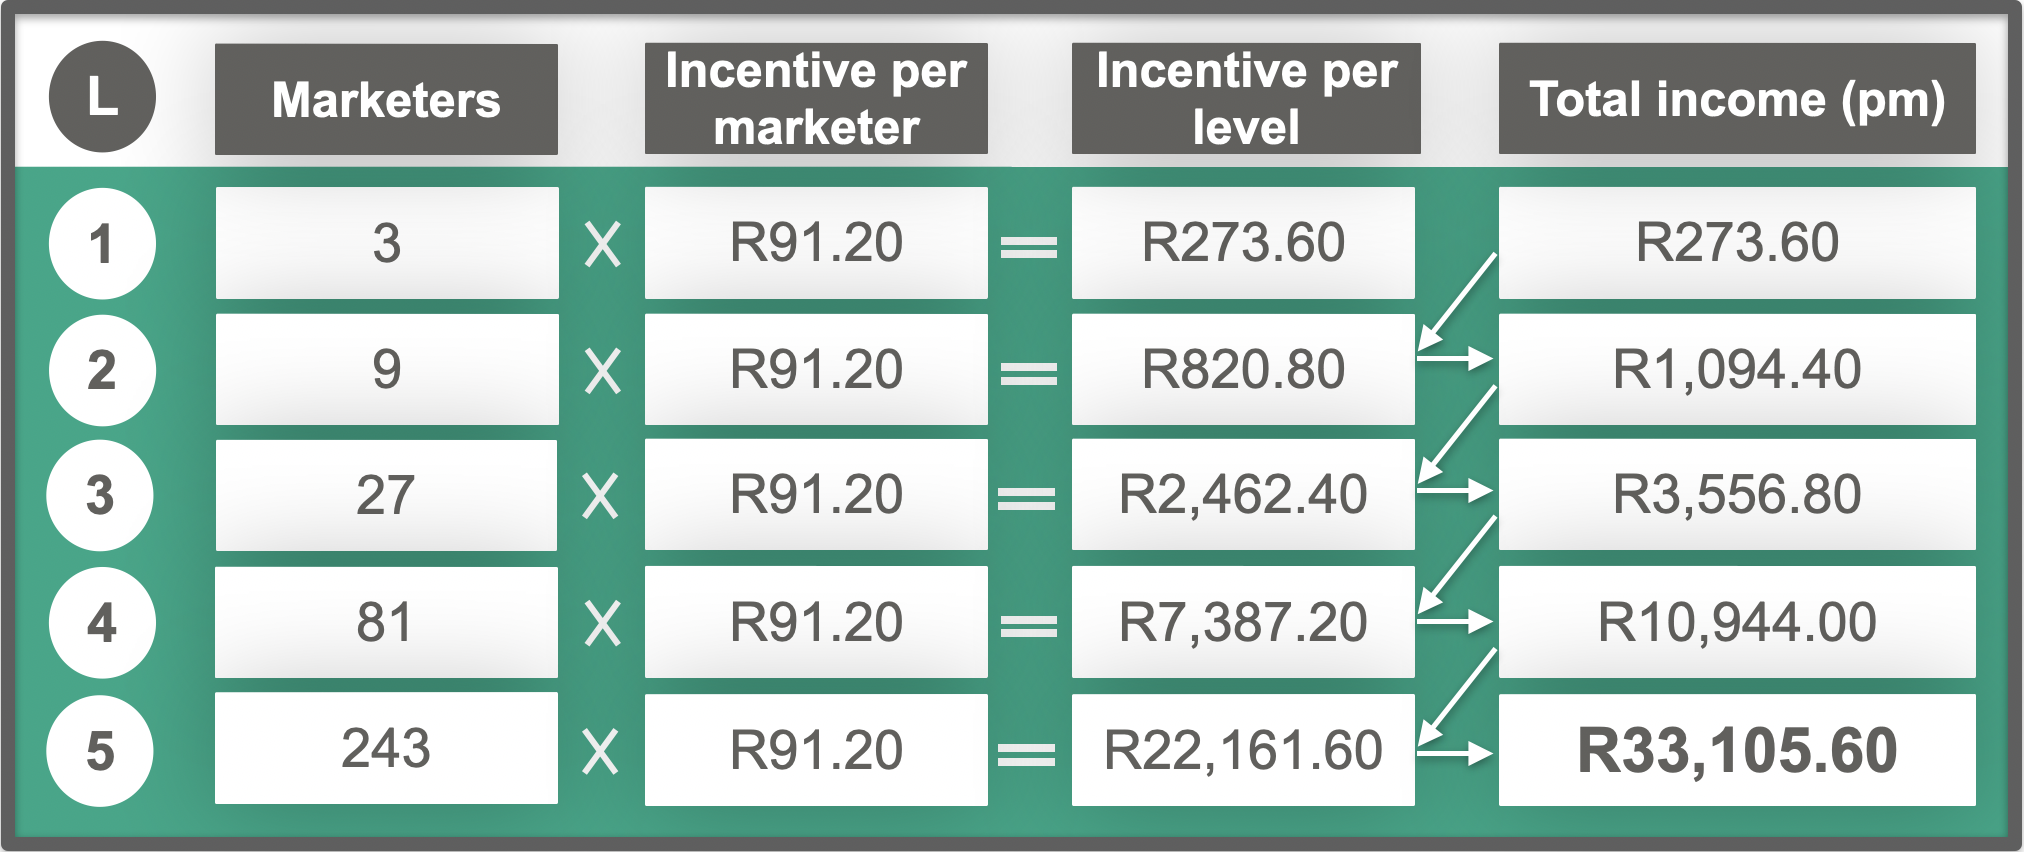 L Marketers Incentive per marketer Incentive per level Total income (pm)
1 3 X R91.20 = R273.60 R273.60
2 9 X R91.20 = R820.80 R1,094.40
3 27 X R91.20 = R2,462.40 R3,556.80
4 81 X R91.20 = R7,387.20 R10,944.00
5 243 X R91.20 = R22,161.60 R33,105.60